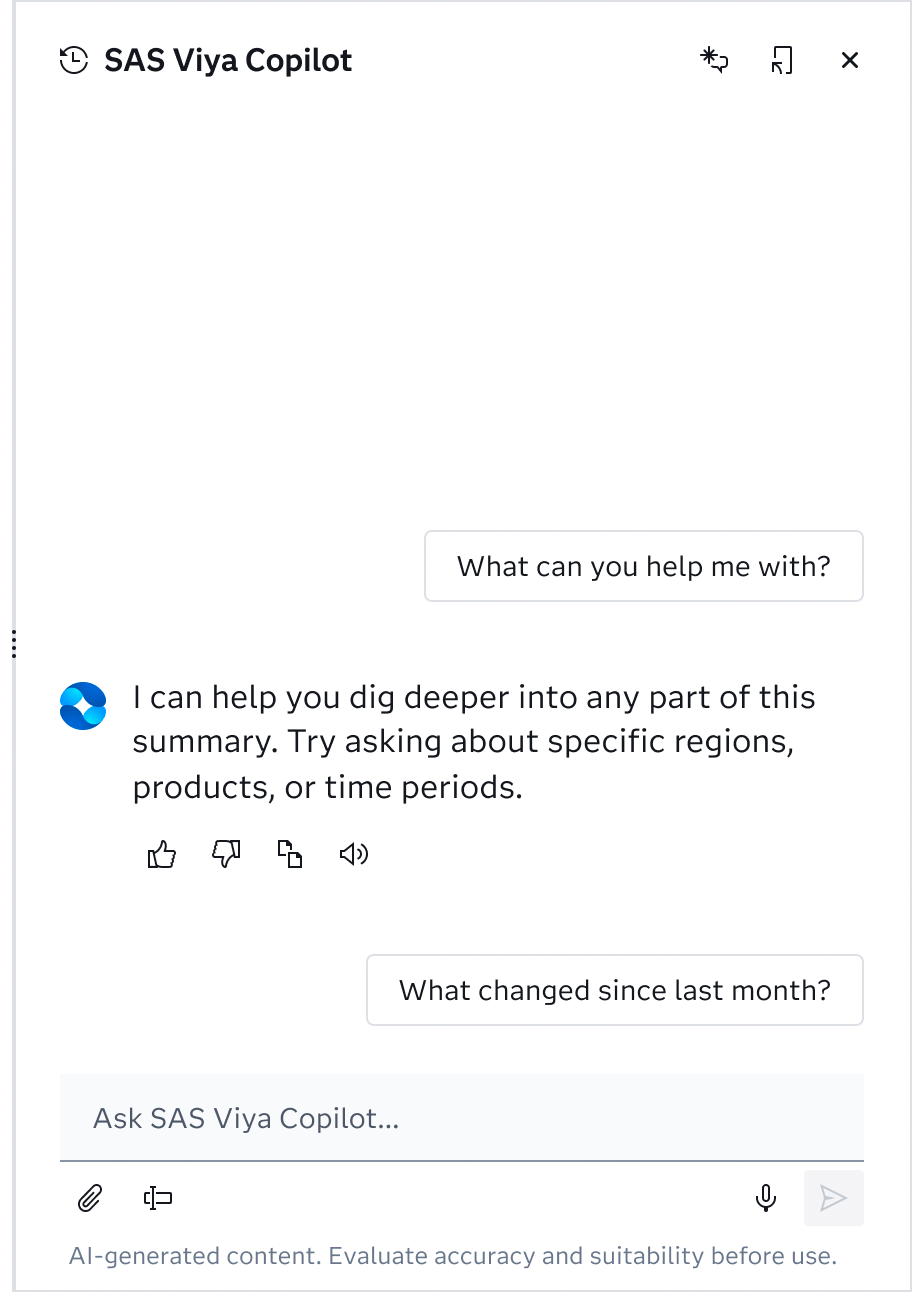 SAS Viya Copilot
What can you help me with?
I can help you dig deeper into any part of this
summary. Try asking about specific regions,
products, or time periods.
What changed since last month?
Ask SAS Viya Copilot...
AI-generated content. Evaluate accuracy and suitability before use.